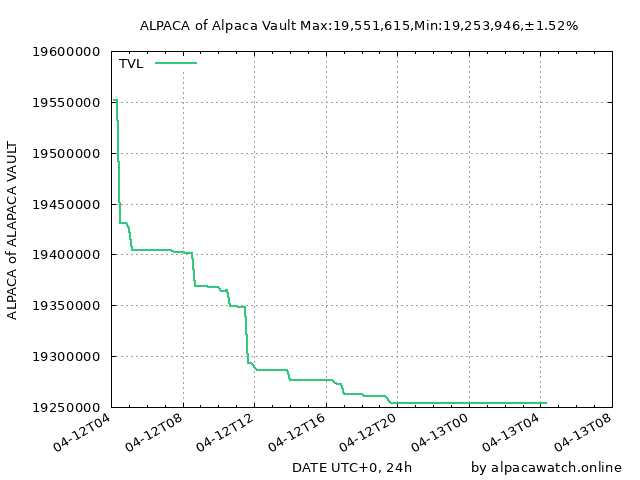 ALPACA of Alpaca Vault Max:19,551,615,Min:19,253,946,±1.52%
TVL
19600000
19550000
19500000
19450000
19400000
19350000
19300000
19250000
ALPACA of ALAPACA VAULT
04-12T04
04-12T08
04-12T12
04-12T16
04-12T20
04-13T00
04-13T04
04-13T08
DATE UTC+0, 24h
by alpacawatch.online